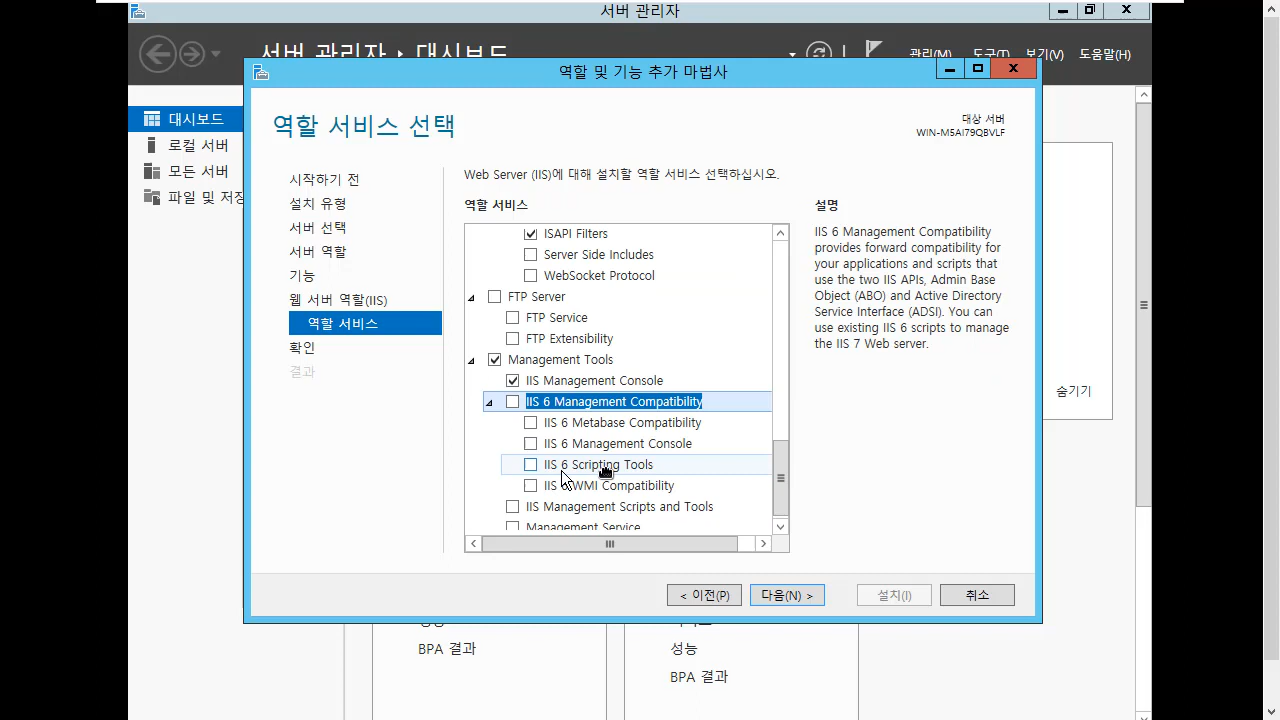 서버 관리자
서버 관리자 · 대시보드
관리(M) 도구(T) 보기(V) 도움말(H)
대시보드
로컬 서버
모든 서버
파일 및 저장
역할 및 기능 추가 마법사
역할 서비스 선택
대상 서버
WIN-M5AI79QBVLF
시작하기 전
설치 유형
서버 선택
서버 역할
기능
웹 서버 역할(IIS)
역할 서비스
확인
결과
Web Server (IIS)에 대해 설치할 역할 서비스 선택하십시오.
역할 서비스
ISAPI Filters
Server Side Includes
WebSocket Protocol
FTP Server
FTP Service
FTP Extensibility
Management Tools
IIS Management Console
IIS 6 Management Compatibility
IIS 6 Metabase Compatibility
IIS 6 Management Console
IIS 6 Scripting Tools
IIS WMI Compatibility
IIS Management Scripts and Tools
Management Service
설명
IIS 6 Management Compatibility
provides forward compatibility for
your applications and scripts that
use the two IIS APIs, Admin Base
Object (ABO) and Active Directory
Service Interface (ADSI). You can
use existing IIS 6 scripts to manage
the IIS 7 Web server.
숨기기
< 이전(P) 다음(N) > 설치(I) 취소
BPA 결과
성능
BPA 결과